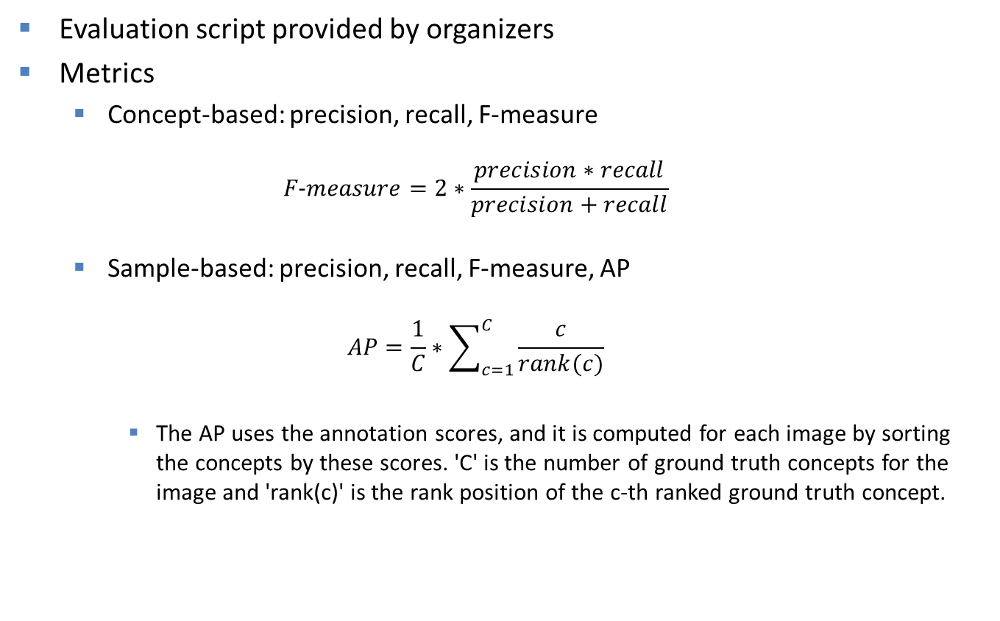 ▪ Evaluation script provided by organizers
▪ Metrics
▪ Concept-based: precision, recall, F-measure
F-measure = 2 * \frac{precision * recall}{precision + recall}
▪ Sample-based: precision, recall, F-measure, AP
AP = \frac{1}{C} * \sum_{c=1}^{C} \frac{c}{rank(c)}
▪ The AP uses the annotation scores, and it is computed for each image by sorting
the concepts by these scores. 'C' is the number of ground truth concepts for the
image and 'rank(c)' is the rank position of the c-th ranked ground truth concept.